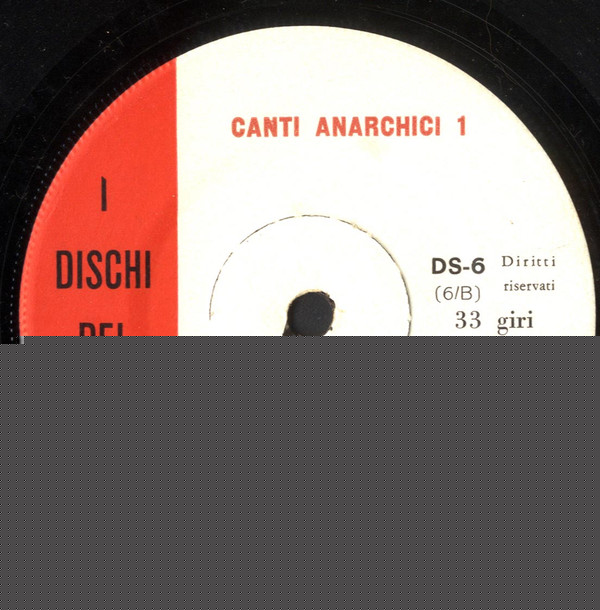 CANTI ANARCHICI 1
I
DISCHI
DS-6 Diritti
(6/B) riservati
33 giri